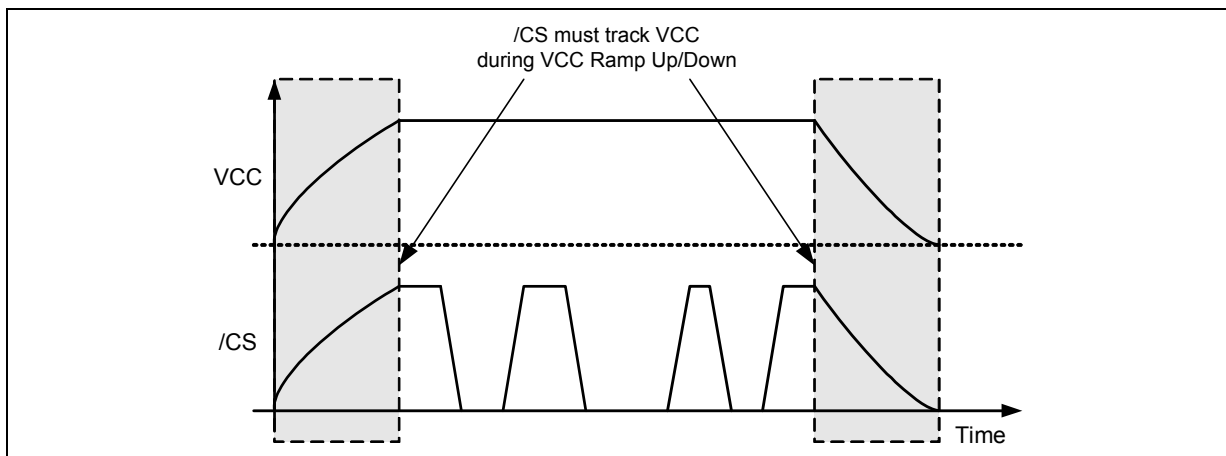 /CS must track VCC
during VCC Ramp Up/Down
VCC
/CS
Time